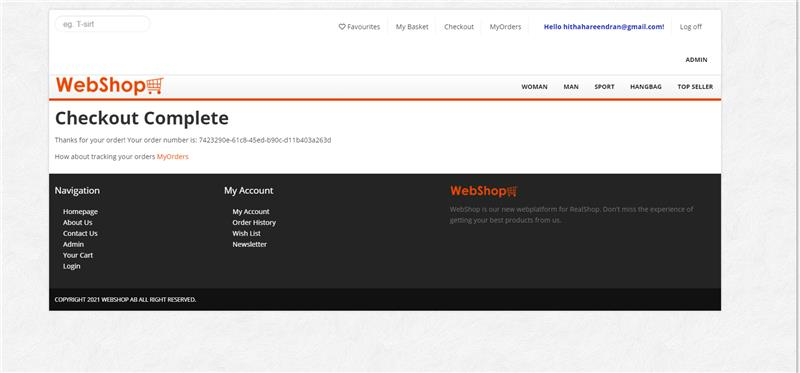 eg. T-sirt
Favourites My Basket Checkout MyOrders Hello hithahareendran@gmail.com! Log off
ADMIN
WebShop WOMAN MAN SPORT HANGBAG TOP SELLER
Checkout Complete
Thanks for your order! Your order number is: 7423290e-61c8-45ed-b90c-d11b403a263d
How about tracking your orders MyOrders
Navigation
Homepage
About Us
Contact Us
Admin
Your Cart
Login
My Account
My Account
Order History
Wish List
Newsletter
WebShop
WebShop is our new webplatform for RealShop. Don't miss the experience of
getting your best products from us.
COPYRIGHT 2021 WEBSHOP AB ALL RIGHT RESERVED.